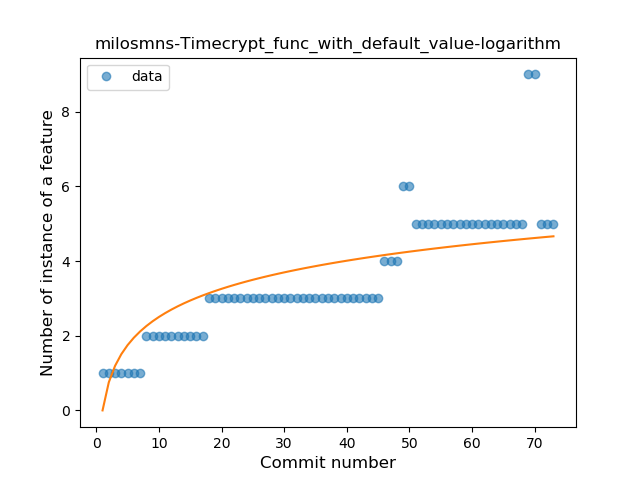 milosmns-Timecrypt_func_with_default_value-logarithm
data
Number of instance of a feature
8
6
4
2
0
0 10 20 30 40 50 60 70
Commit number